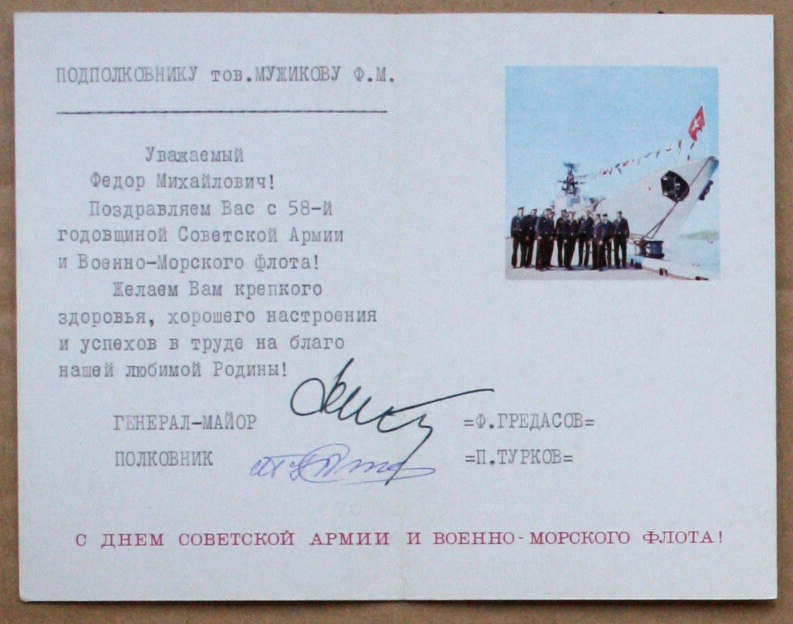 ПОДПОЛКОВНИКУ тов.МУЖИКОВУ Ф.М.
Уважаемый
Федор Михайлович!
Поздравляем Вас с 58-й
годовщиной Советской Армии
и Военно-Морского флота!
Желаем Вам крепкого
здоровья, хорошего настроения
и успехов в труде на благо
нашей любимой Родины!
ГЕНЕРАЛ-МАЙОР =Ф.ГРЕДАСОВ=
ПОЛКОВНИК =П.ТУРКОВ=
С ДНЕМ СОВЕТСКОЙ АРМИИ И ВОЕННО-МОРСКОГО ФЛОТА!